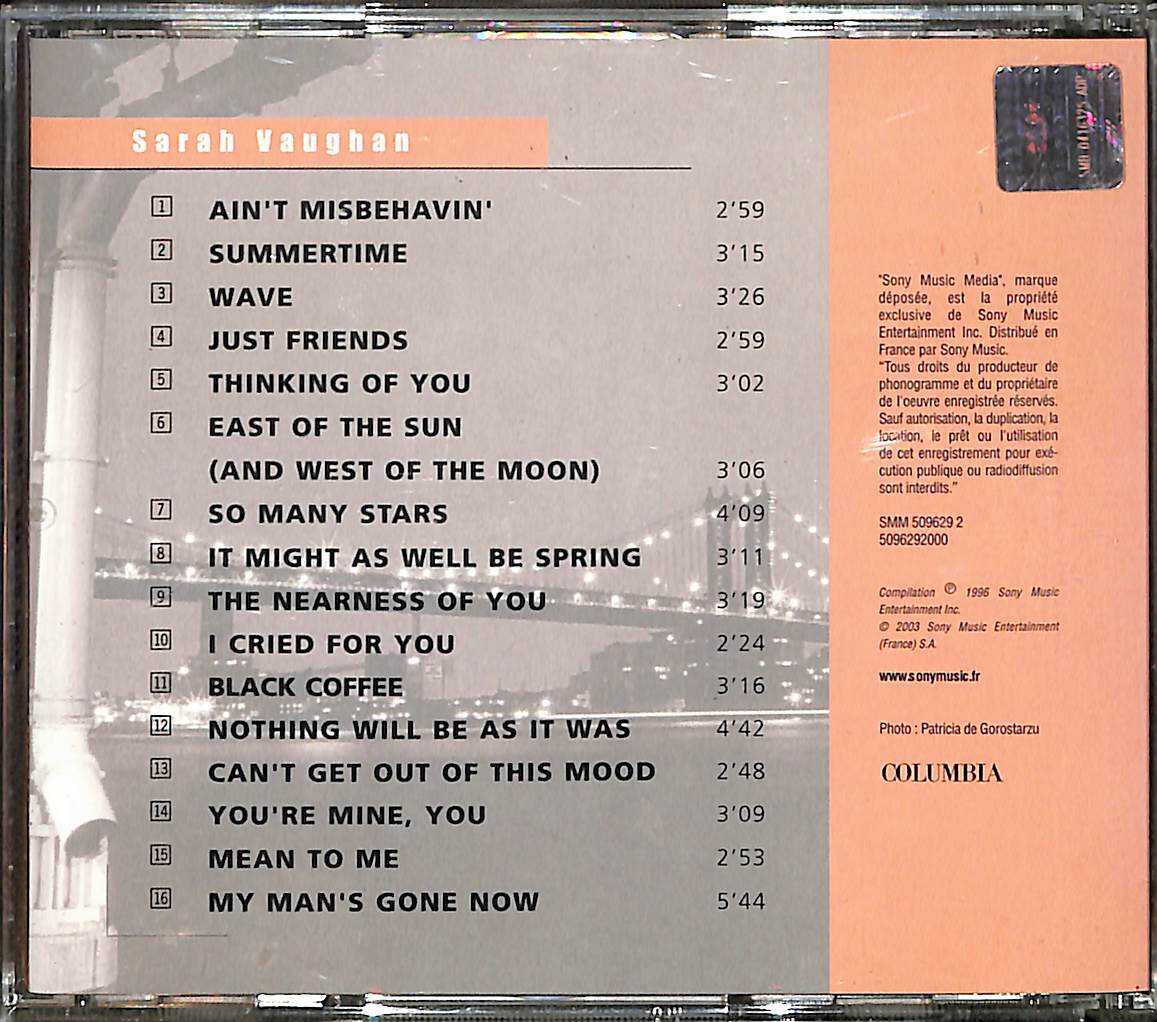 Sarah Vaughan
1 AIN'T MISBEHAVIN' 2'59
2 SUMMERTIME 3'15
3 WAVE 3'26
4 JUST FRIENDS 2'59
5 THINKING OF YOU 3'02
6 EAST OF THE SUN
(AND WEST OF THE MOON) 3'06
7 SO MANY STARS 4'09
8 IT MIGHT AS WELL BE SPRING 3'11
9 THE NEARNESS OF YOU 3'19
10 I CRIED FOR YOU 2'24
11 BLACK COFFEE 3'16
12 NOTHING WILL BE AS IT WAS 4'42
13 CAN'T GET OUT OF THIS MOOD 2'48
14 YOU'RE MINE, YOU 3'09
15 MEAN TO ME 2'53
16 MY MAN'S GONE NOW 5'44
"Sony Music Media", marque
déposée, est la propriété
exclusive de Sony Music
Entertainment Inc. Distribué en
France par Sony Music.
"Tous droits du producteur de
phonogramme et du propriétaire
de l'oeuvre enregistrée réservés.
Sauf autorisation, la duplication, la
location, le prêt ou l'utilisation
de cet enregistrement pour exé-
cution publique ou radiodiffusion
sont interdits."
SMM 509629 2
5096292000
Compilation ℗ 1996 Sony Music
Entertainment Inc.
© 2003 Sony Music Entertainment
(France) S.A.
www.sonymusic.fr
Photo : Patricia de Gorostarzu
COLUMBIA